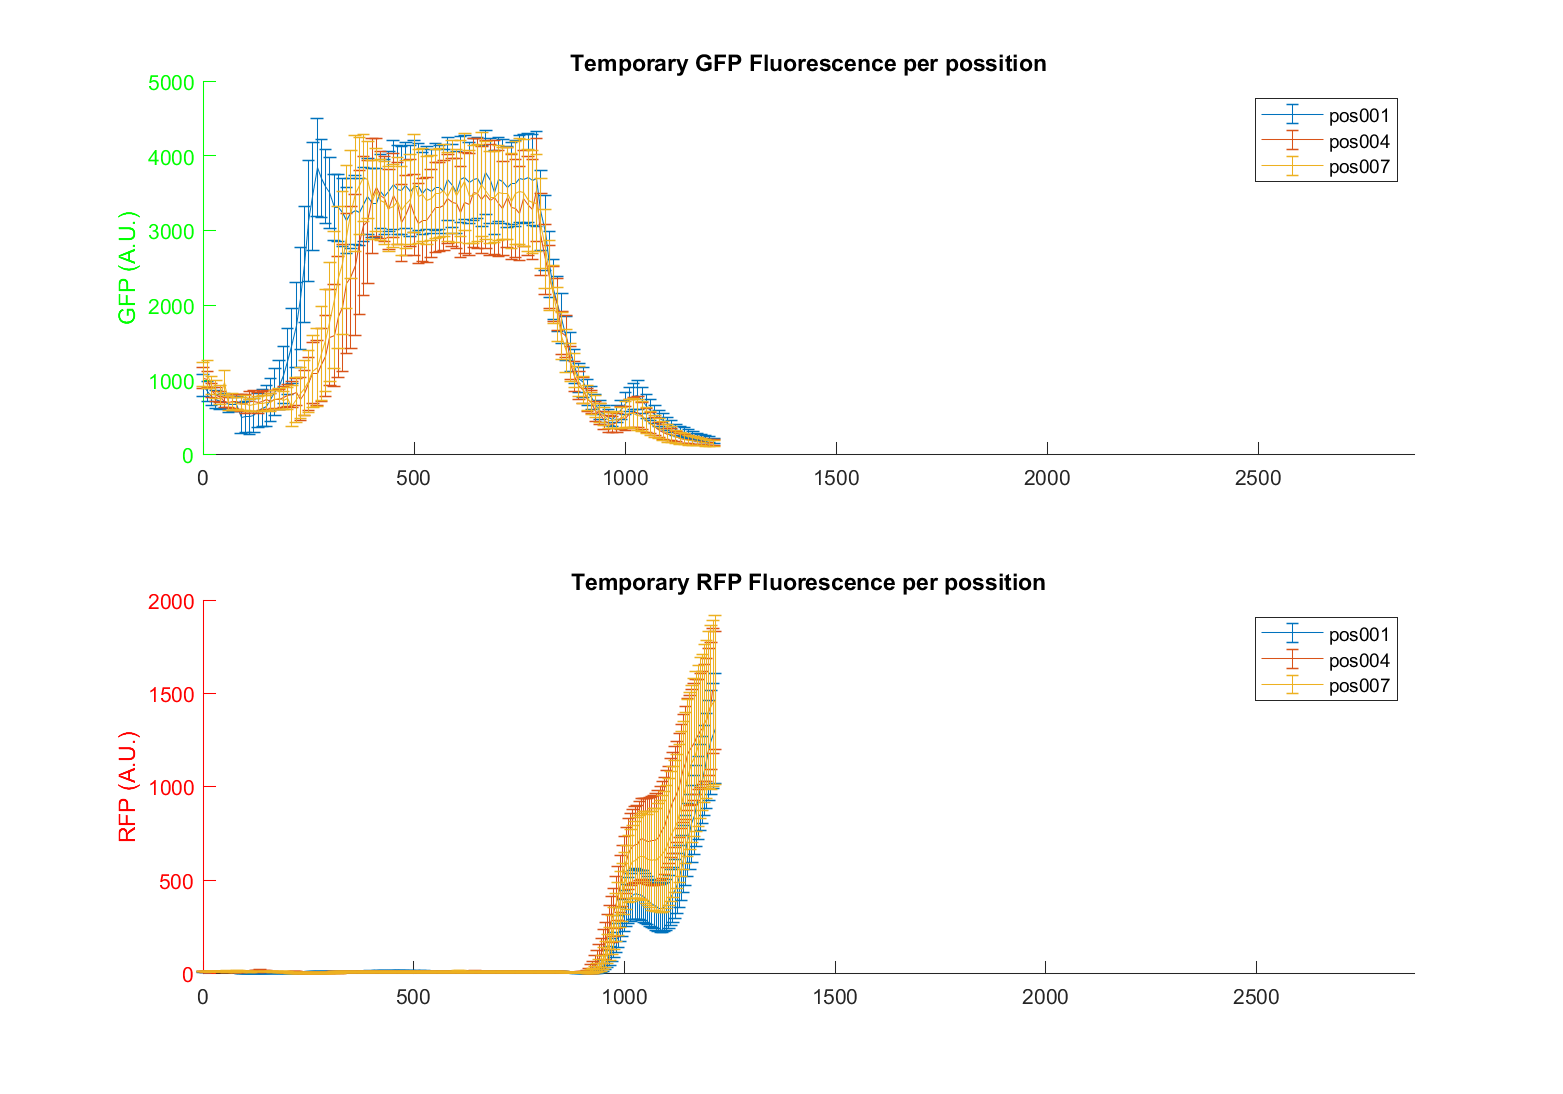 Temporary GFP Fluorescence per possition
GFP (A.U.)
5000
4000
3000
2000
1000
0
0 500 1000 1500 2000 2500
pos001
pos004
pos007
Temporary RFP Fluorescence per possition
RFP (A.U.)
2000
1500
1000
500
0
0 500 1000 1500 2000 2500
pos001
pos004
pos007